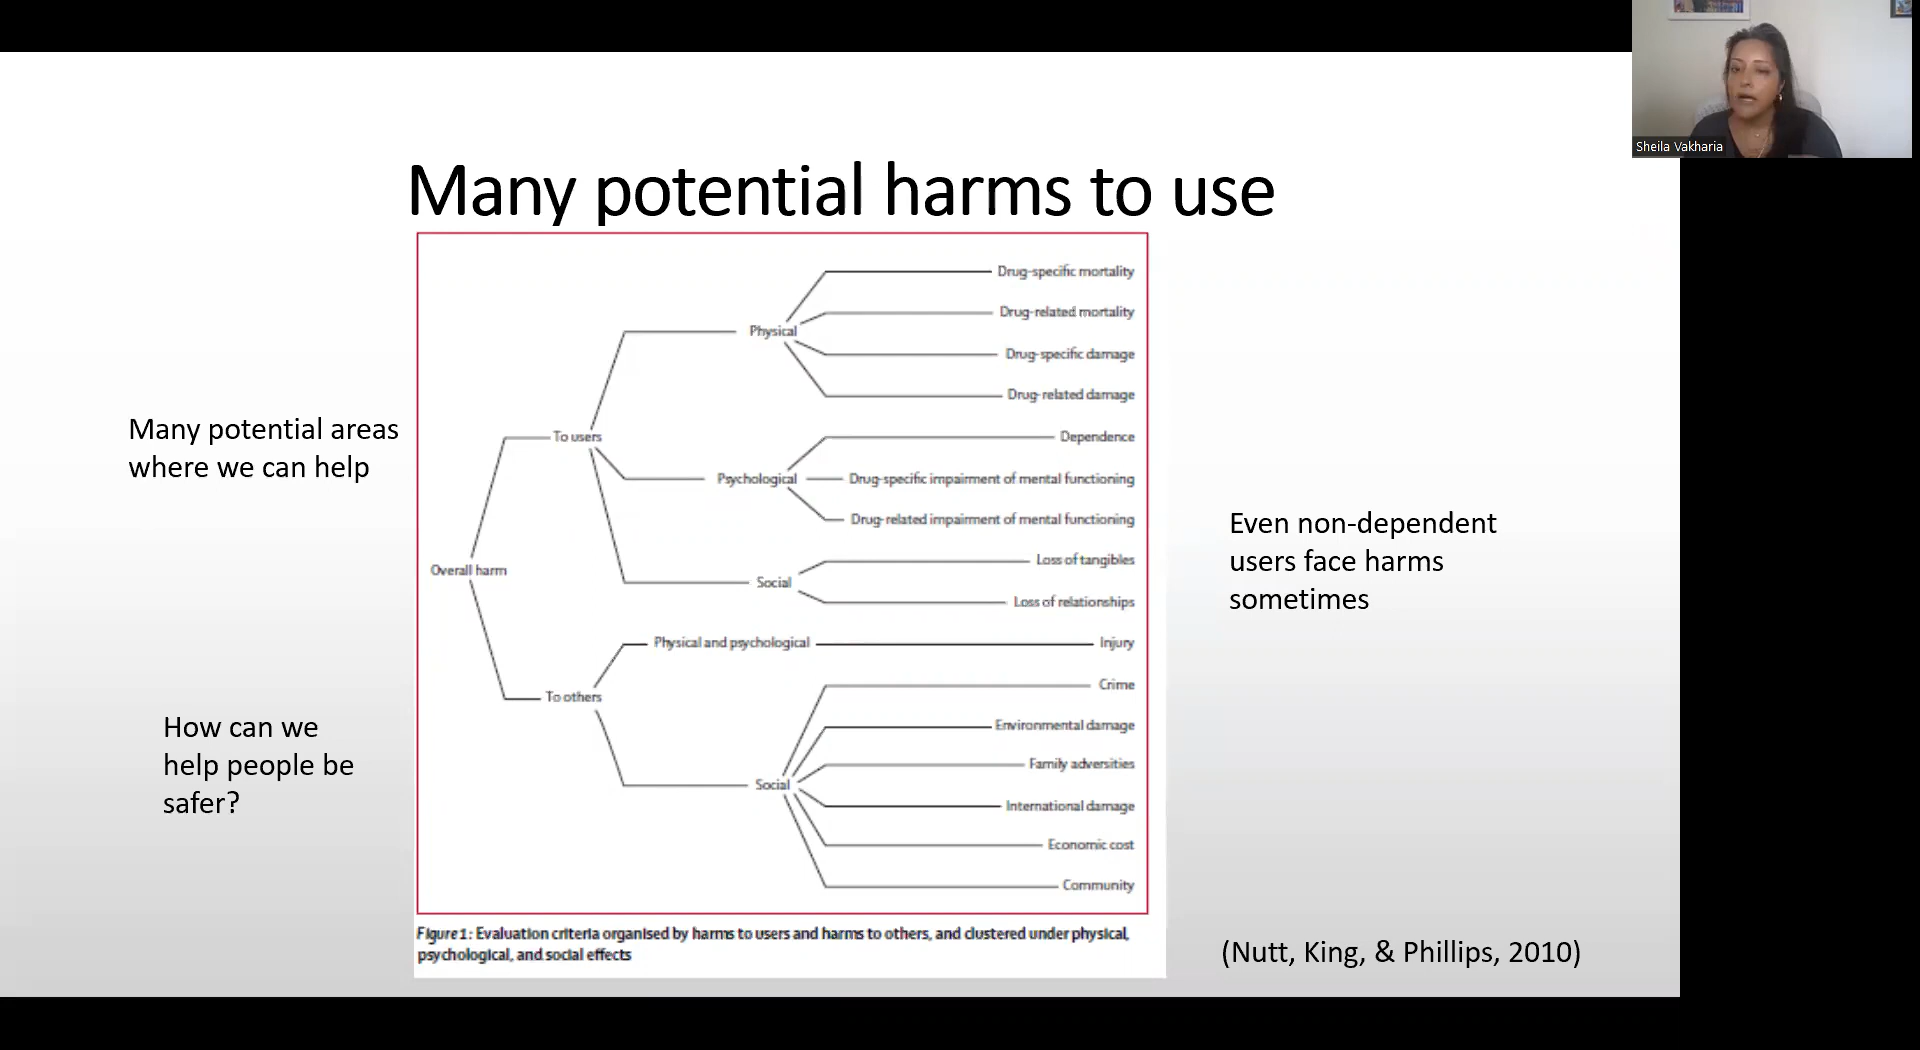 Sheila Vakharia
Many potential harms to use
Many potential areas
where we can help
How can we
help people be
safer?
Overall harm
To users
Physical
Drug-specific mortality
Drug-related mortality
Drug-specific damage
Drug-related damage
Psychological
Dependence
Drug-specific impairment of mental functioning
Drug-related impairment of mental functioning
Social
Loss of tangibles
Loss of relationships
To others
Physical and psychological
Injury
Social
Crime
Environmental damage
Family adversities
International damage
Economic cost
Community
Figure 1: Evaluation criteria organised by harms to users and harms to others, and clustered under physical,
psychological, and social effects
Even non-dependent
users face harms
sometimes
(Nutt, King, & Phillips, 2010)